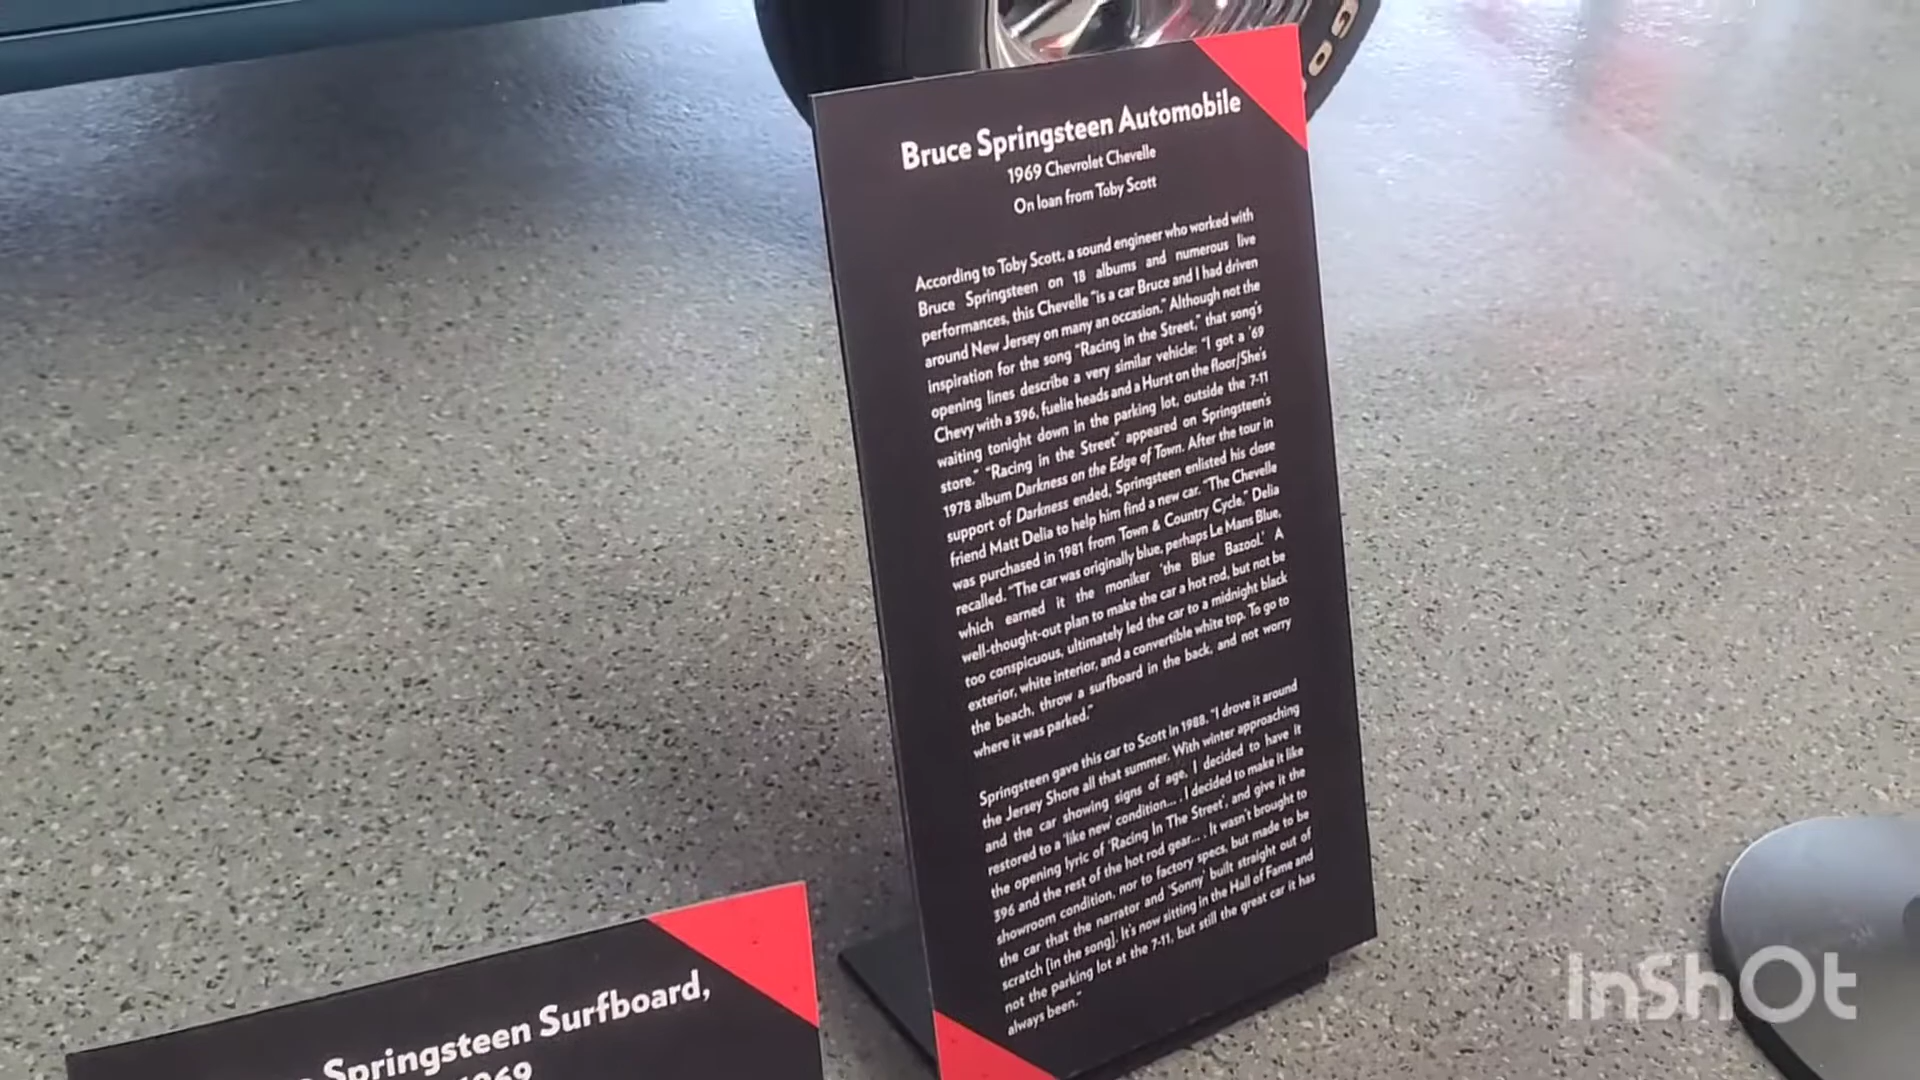 GOO
Bruce Springsteen Automobile
1969 Chevrolet Chevelle
On loan from Toby Scott
According to Toby Scott, a sound engineer who worked with
Bruce Springsteen on 18 albums and numerous live
performances, this Chevelle "is a car Bruce and I had driven
around New Jersey on many an occasion." Although not the
inspiration for the song "Racing in the Street," that song's
opening lines describe a very similar vehicle: "I got a '69
Chevy with a 396, fuelie heads and a Hurst on the floor/She's
waiting tonight down in the parking lot, outside the 7-11
store." "Racing in the Street" appeared on Springsteen's
1978 album Darkness on the Edge of Town. After the tour in
support of Darkness ended, Springsteen enlisted his close
friend Matt Delia to help him find a new car. "The Chevelle
was purchased in 1981 from Town & Country Cycle," Delia
recalled. "The car was originally blue, perhaps Le Mans Blue,
which earned it the moniker 'the Blue Bazool.' A
well-thought-out plan to make the car a hot rod, but not be
too conspicuous, ultimately led the car to a midnight black
exterior, white interior, and a convertible white top. To go to
the beach, throw a surfboard in the back, and not worry
where it was parked."
Springsteen gave this car to Scott in 1988. "I drove it around
the Jersey Shore all that summer. With winter approaching
and the car showing signs of age, I decided to have it
restored to a 'like new' condition... . I decided to make it like
the opening lyric of 'Racing In The Street', and give it the
396 and the rest of the hot rod gear... . It wasn't brought to
showroom condition, nor to factory specs, but made to be
the car that the narrator and 'Sonny' built straight out of
scratch [in the song]. It's now sitting in the Hall of Fame and
not the parking lot at the 7-11, but still the great car it has
always been."
Springsteen Surfboard,
1969
InShOt